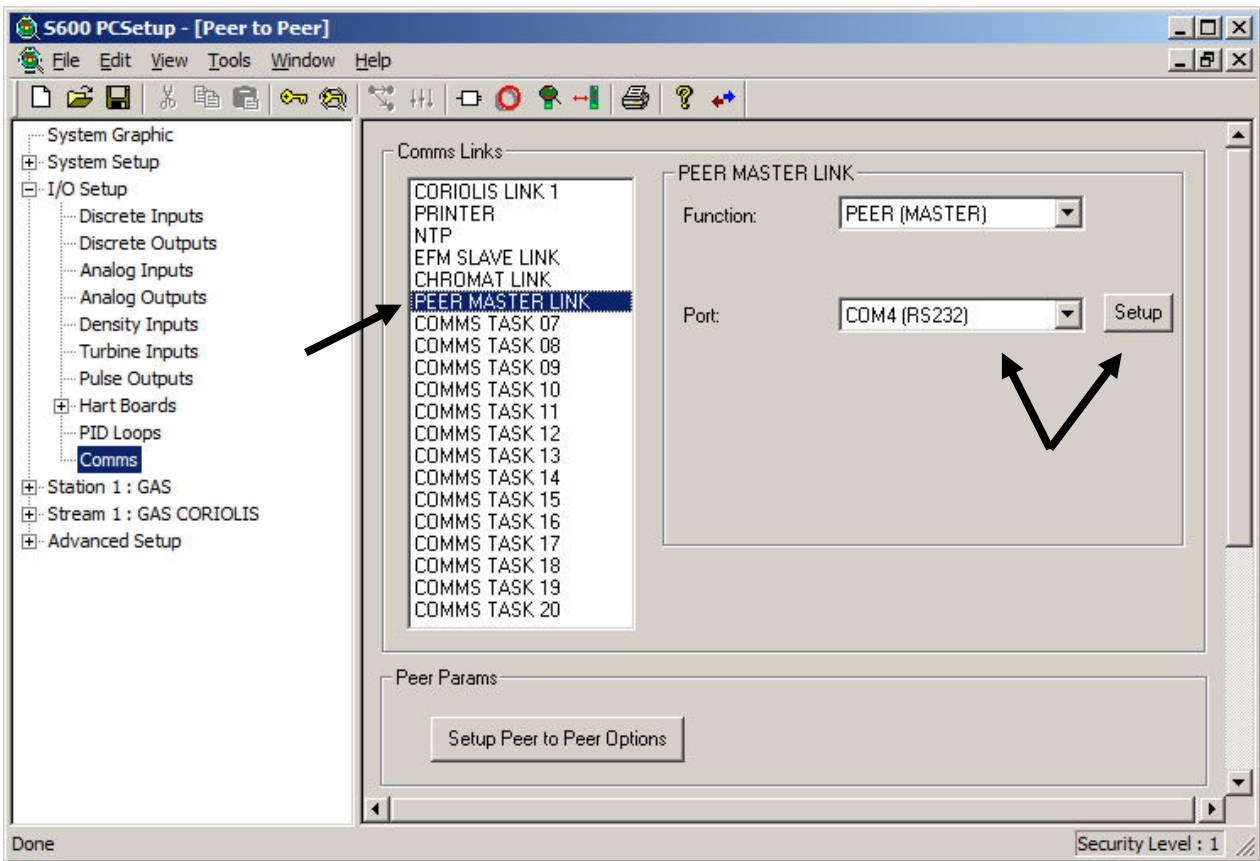 S600 PCSetup - [Peer to Peer]
File Edit View Tools Window Help
System Graphic
System Setup
I/O Setup
Discrete Inputs
Discrete Outputs
Analog Inputs
Analog Outputs
Density Inputs
Turbine Inputs
Pulse Outputs
Hart Boards
PID Loops
Comms
Station 1 : GAS
Stream 1 : GAS CORIOLIS
Advanced Setup
Comms Links
CORIOLIS LINK 1
PRINTER
NTP
EFM SLAVE LINK
CHROMAT LINK
PEER MASTER LINK
COMMS TASK 07
COMMS TASK 08
COMMS TASK 09
COMMS TASK 10
COMMS TASK 11
COMMS TASK 12
COMMS TASK 13
COMMS TASK 14
COMMS TASK 15
COMMS TASK 16
COMMS TASK 17
COMMS TASK 18
COMMS TASK 19
COMMS TASK 20
PEER MASTER LINK
Function: PEER (MASTER)
Port: COM4 (RS232) Setup
Peer Params
Setup Peer to Peer Options
Done Security Level : 1